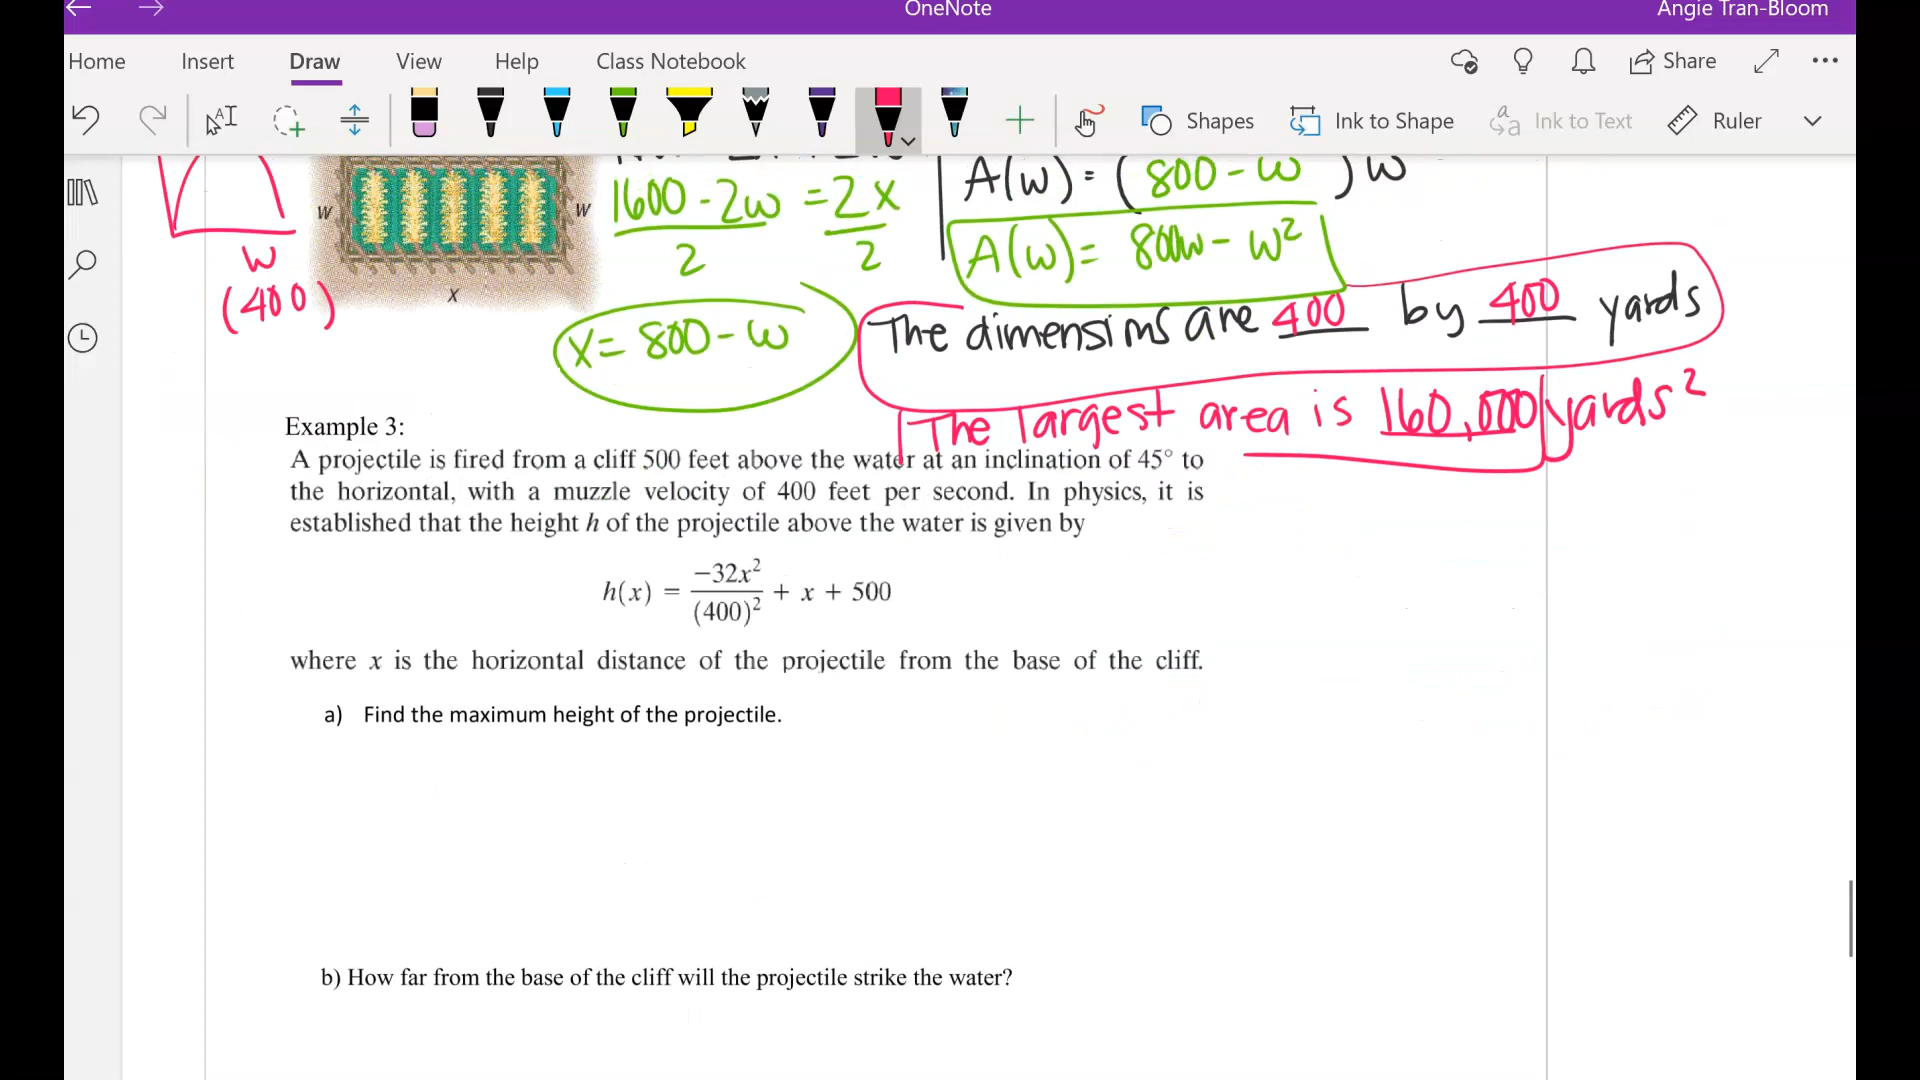 OneNote
Angie Tran-Bloom
Home Insert Draw View Help Class Notebook Share
Shapes Ink to Shape Ink to Text Ruler
1600 - 2w = 2x
2 2
x = 800 - w
A(w) = (800 - w)w
A(w) = 800w - w²
w w
x
w
(400)
The dimensions are 400 by 400 yards
The largest area is 160,000 yards²
Example 3:
A projectile is fired from a cliff 500 feet above the water at an inclination of 45° to
the horizontal, with a muzzle velocity of 400 feet per second. In physics, it is
established that the height h of the projectile above the water is given by
h(x) = −32x² / (400)² + x + 500
where x is the horizontal distance of the projectile from the base of the cliff.
a) Find the maximum height of the projectile.
b) How far from the base of the cliff will the projectile strike the water?